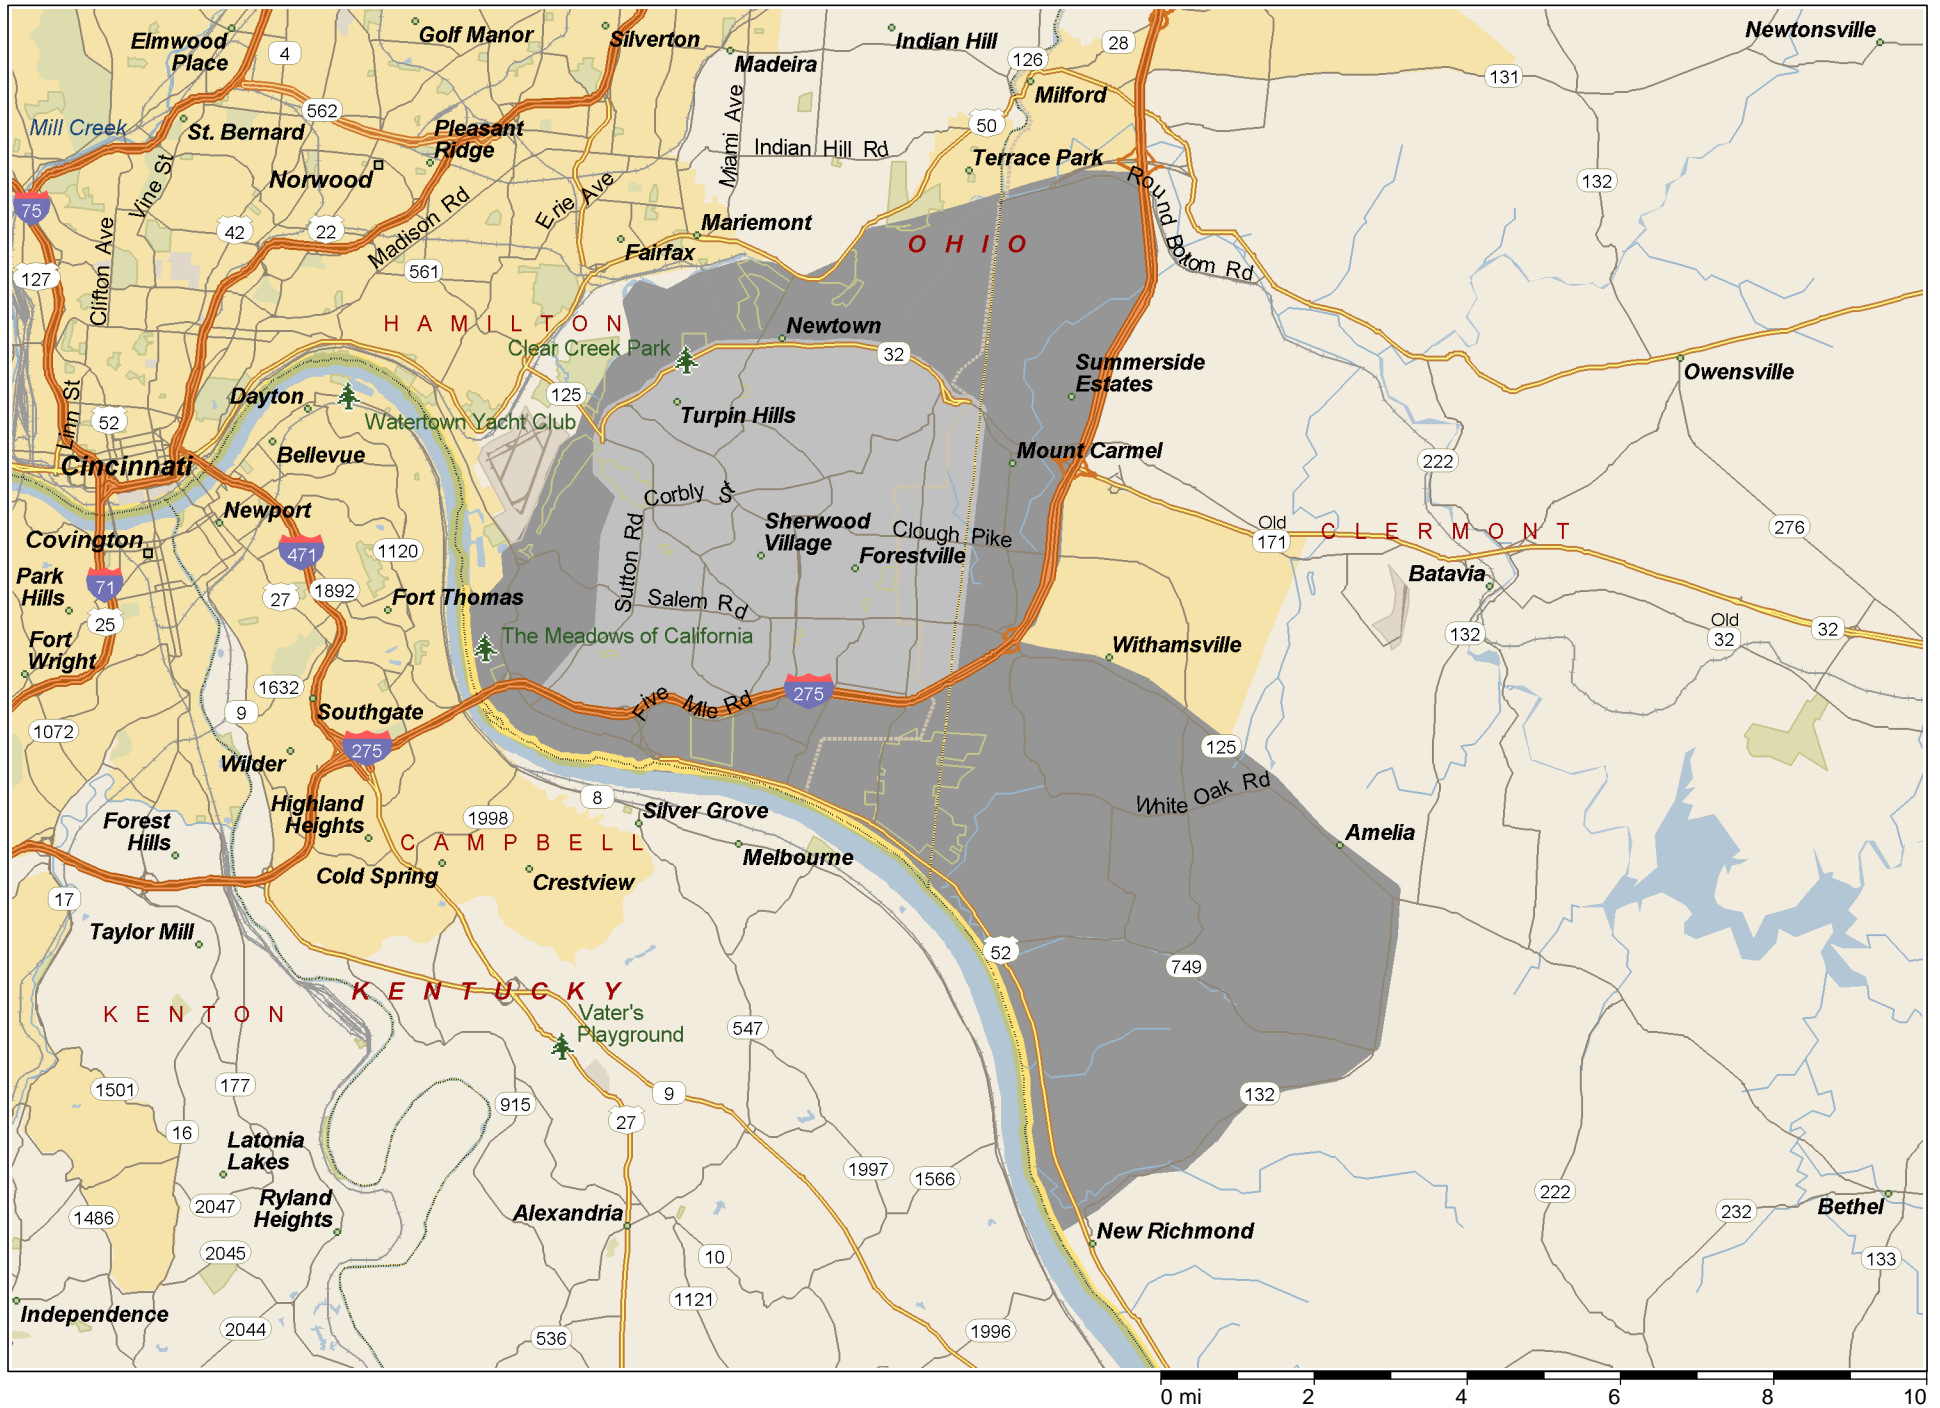 Elmwood
Place
4
Golf Manor
Silverton
Madeira
Indian Hill
126
28
Newtonsville
131
Milford
Mill Creek
562
St. Bernard
Pleasant
Ridge
Miami Ave
50
Indian Hill Rd
Terrace Park
Norwood
Vine St
75
Madison Rd
Erie Ave
Round Bottom Rd
132
42
22
Mariemont
Fairfax
OHIO
Clifton Ave
127
561
HAMILTON
Newtown
Clear Creek Park
32
Summerside
Estates
Owensville
Dayton
125
Watertown Yacht Club
Turpin Hills
Linn St
52
Bellevue
Mount Carmel
Cincinnati
222
Corbly St
Newport
Sherwood
Village
Clough Pike
Old
171
CLERMONT
276
Covington
471
1120
Forestville
Sutton Rd
Park
Hills
71
27
1892
Fort Thomas
Salem Rd
Batavia
25
Old
32
32
132
Fort
Wright
The Meadows of California
Withamsville
1632
275
Five Mile Rd
9
Southgate
1072
275
125
Wilder
White Oak Rd
8
Silver Grove
Highland
Heights
1998
Forest
Hills
CAMPBELL
Amelia
Melbourne
Cold Spring
Crestview
17
Taylor Mill
52
749
KENTUCKY
KENTON
Vater's
Playground
547
1501
177
915
9
132
27
16
Latonia
Lakes
1997
1566
222
2047
Ryland
Heights
1486
Alexandria
232
Bethel
New Richmond
2045
10
133
Independence
1121
2044
536
1996
0 mi
2
4
6
8
10